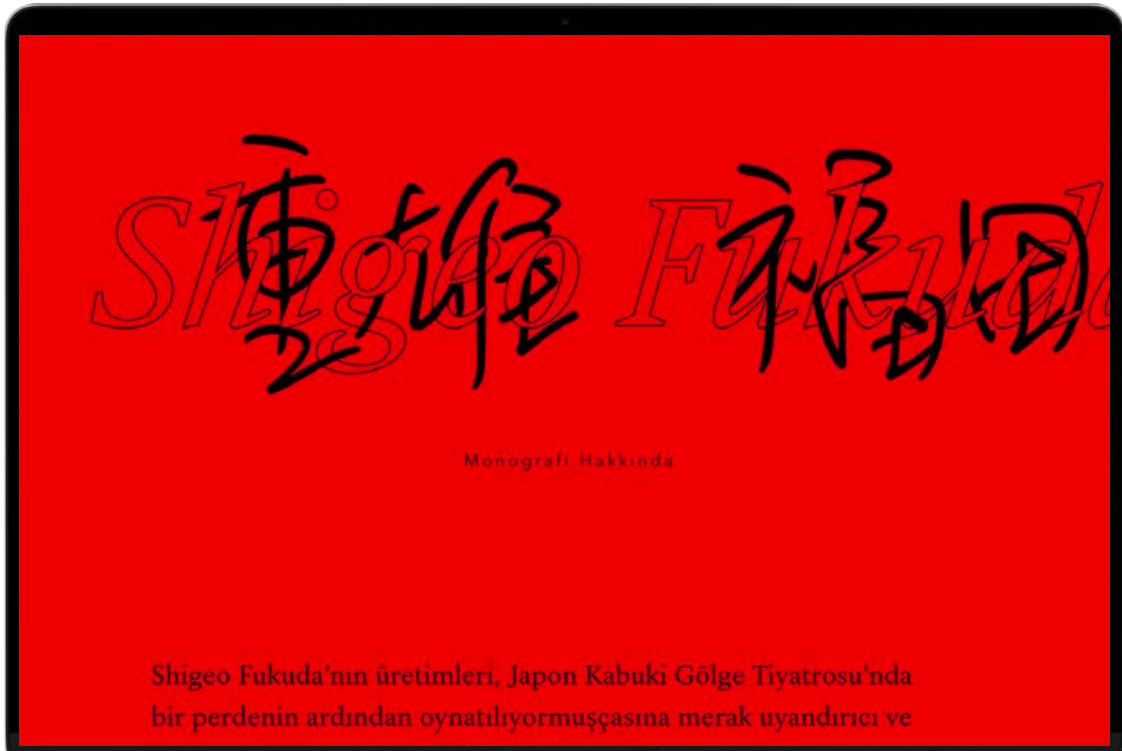 重雄 福田
Shigeo Fukuda
Monografi Hakkında
Shigeo Fukuda'nın üretimleri, Japon Kabuki Gölge Tiyatrosu'nda
bir perdenin ardından oynatılıyormuşçasına merak uyandırıcı ve